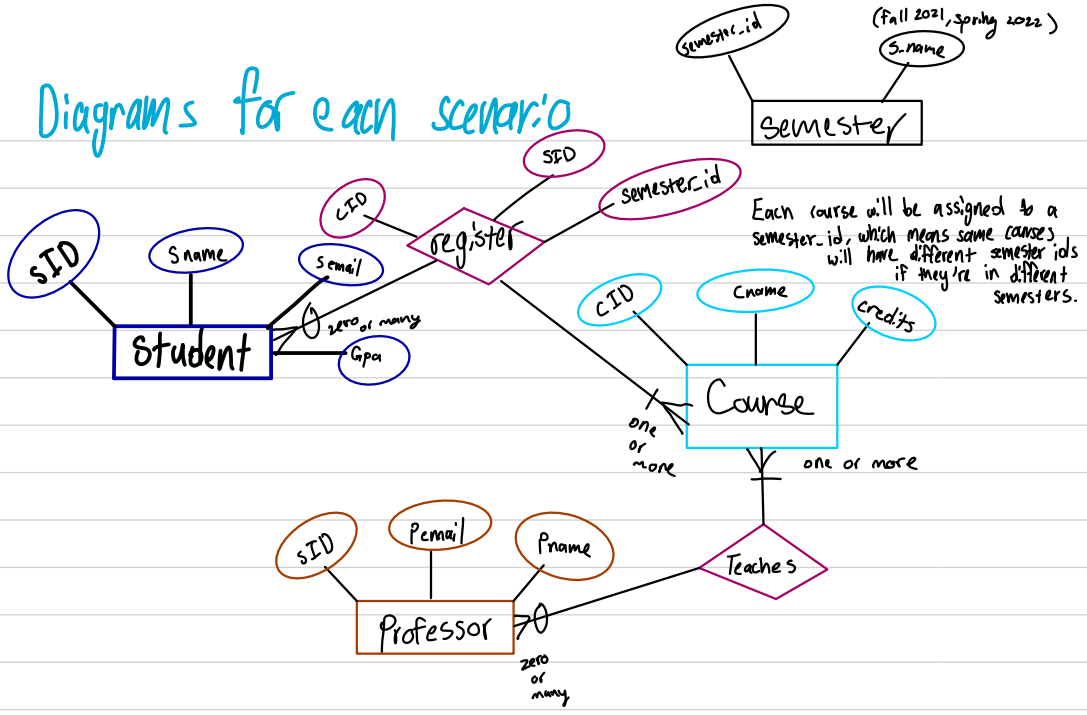 (Fall 2021, Spring 2022)
semester_id
S_name
semester
Diagrams for each scenario
SID
CID
semester_id
register
Each course will be assigned to a
semester_id, which means same courses
will have different semester ids
if they're in different
semesters.
SID
Sname
Semail
zero or many
Student
Gpa
CID
Cname
credits
Course
one
or
more
one or more
SID
Pemail
Pname
Teaches
Professor
zero
or
many